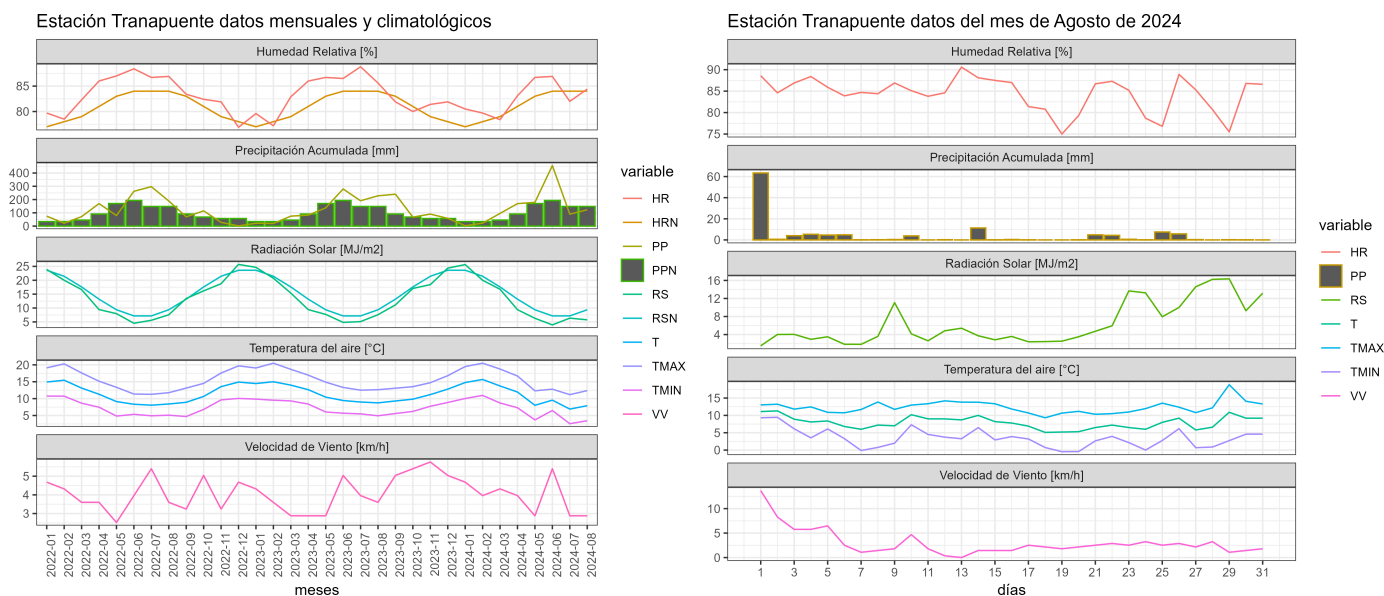 Estación Tranapuente datos mensuales y climatológicos
Humedad Relativa [%]
85
80
Precipitación Acumulada [mm]
400
300
200
100
0
Radiación Solar [MJ/m2]
25
20
15
10
5
Temperatura del aire [°C]
20
15
10
5
Velocidad de Viento [km/h]
5
4
3
2022-01
2022-02
2022-03
2022-04
2022-05
2022-06
2022-07
2022-08
2022-09
2022-10
2022-11
2022-12
2023-01
2023-02
2023-03
2023-04
2023-05
2023-06
2023-07
2023-08
2023-09
2023-10
2023-11
2023-12
2024-01
2024-02
2024-03
2024-04
2024-05
2024-06
2024-07
2024-08
meses
variable
HR
HRN
PP
PPN
RS
RSN
T
TMAX
TMIN
VV
Estación Tranapuente datos del mes de Agosto de 2024
Humedad Relativa [%]
90
85
80
75
Precipitación Acumulada [mm]
60
40
20
0
Radiación Solar [MJ/m2]
16
12
8
4
Temperatura del aire [°C]
15
10
5
0
Velocidad de Viento [km/h]
10
5
0
1 3 5 7 9 11 13 15 17 19 21 23 25 27 29 31
días
variable
HR
PP
RS
T
TMAX
TMIN
VV